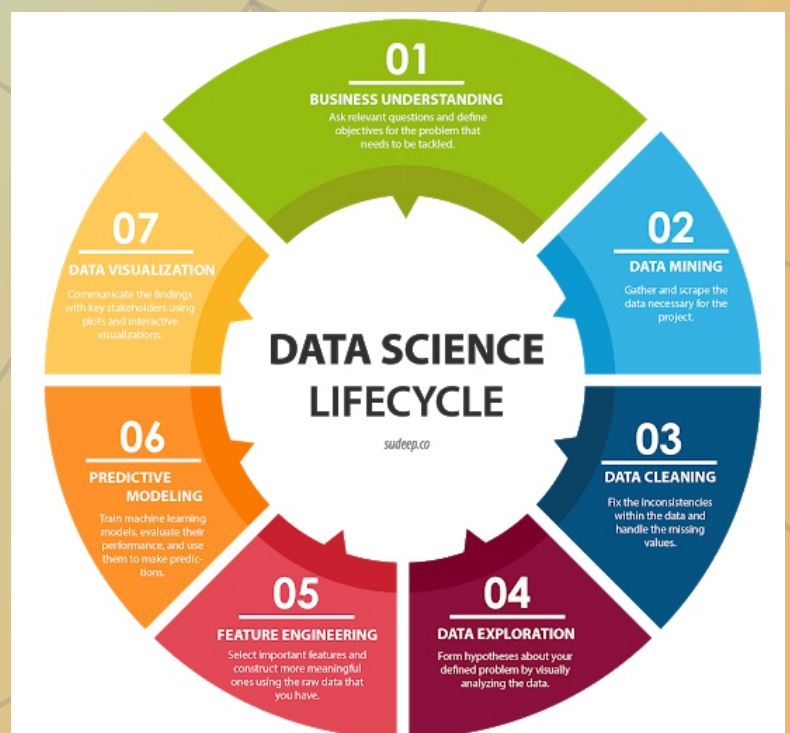 01
BUSINESS UNDERSTANDING
Ask relevant questions and define
objectives for the problem that
needs to be tackled.
02
DATA MINING
Gather and scrape the
data necessary for the
project.
03
DATA CLEANING
Fix the inconsistencies
within the data and
handle the missing
values.
04
DATA EXPLORATION
Form hypotheses about your
defined problem by visually
analyzing the data.
05
FEATURE ENGINEERING
Select important features and
construct more meaningful
ones using the raw data that
you have.
06
PREDICTIVE
MODELING
Train machine learning
models, evaluate their
performance, and use
them to make predic-
tions.
07
DATA VISUALIZATION
Communicate the findings
with key stakeholders using
plots and interactive
visualizations.
DATA SCIENCE
LIFECYCLE
sudeep.co